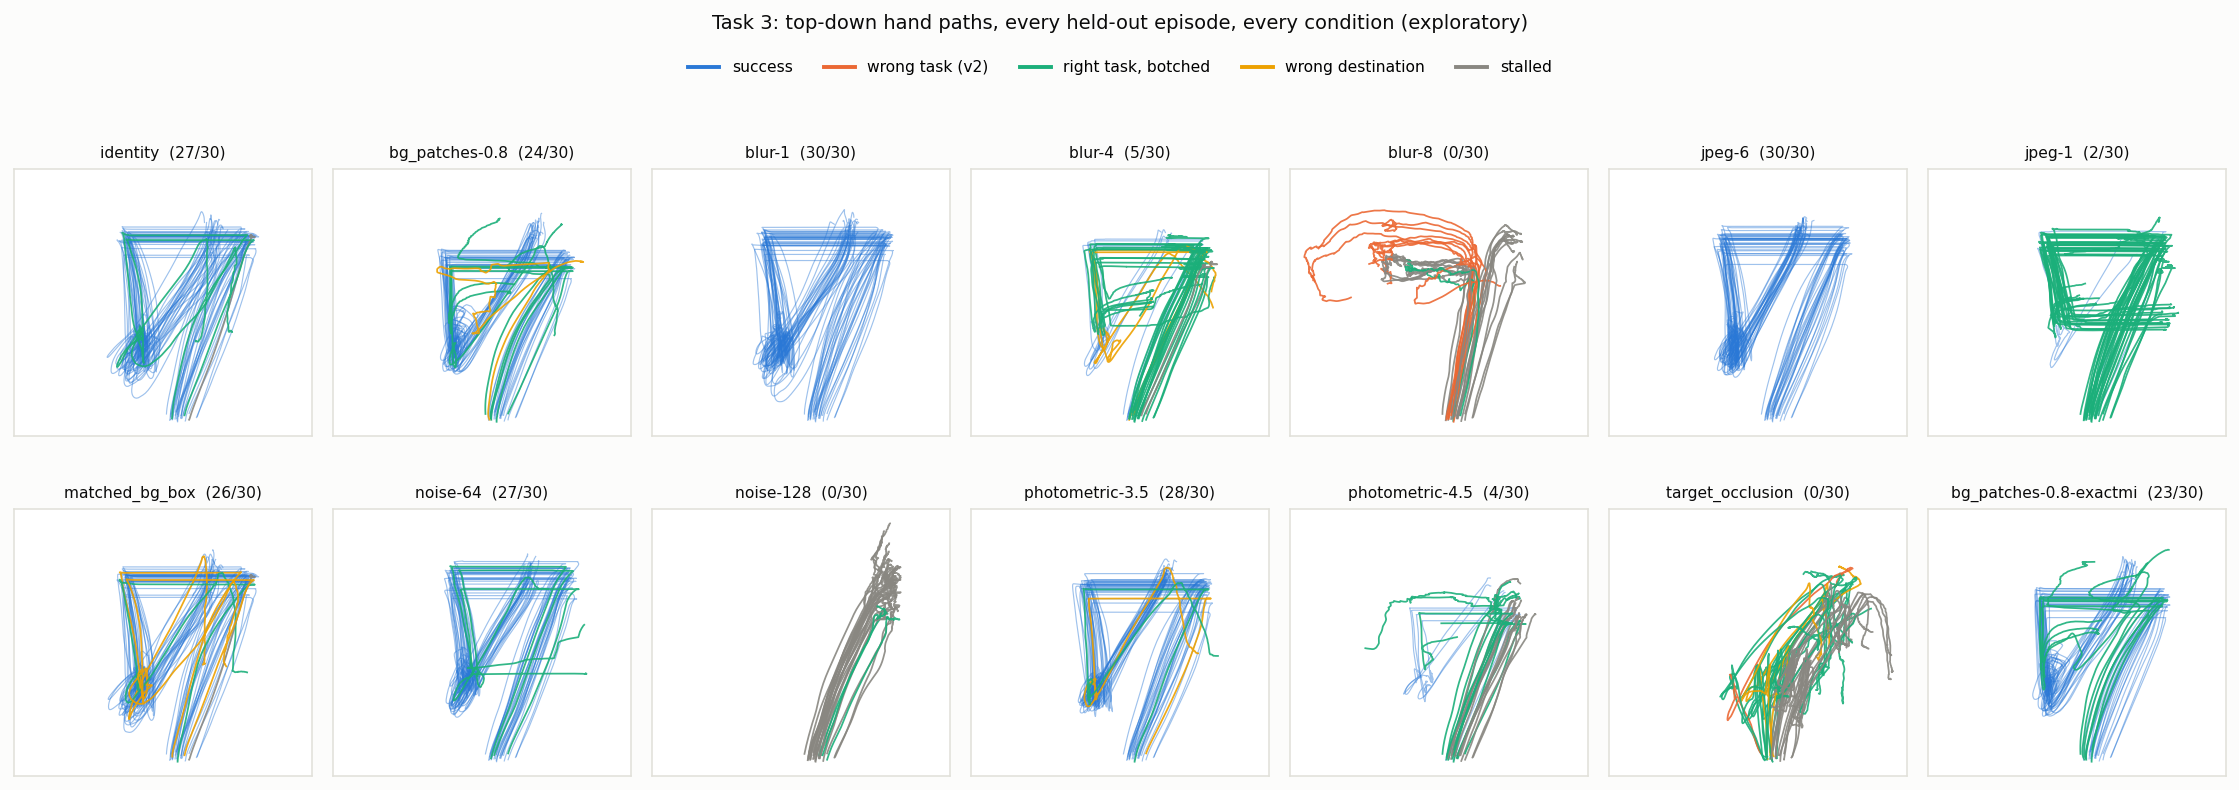 Task 3: top-down hand paths, every held-out episode, every condition (exploratory)
success wrong task (v2) right task, botched wrong destination stalled
identity (27/30) bg_patches-0.8 (24/30) blur-1 (30/30) blur-4 (5/30) blur-8 (0/30) jpeg-6 (30/30) jpeg-1 (2/30)
matched_bg_box (26/30) noise-64 (27/30) noise-128 (0/30) photometric-3.5 (28/30) photometric-4.5 (4/30) target_occlusion (0/30) bg_patches-0.8-exactmi (23/30)